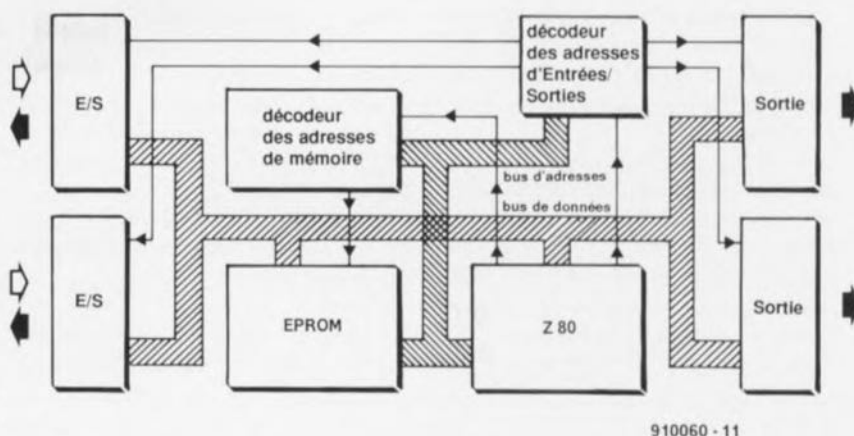 E/S
décodeur
des adresses
de mémoire
décodeur
des adresses
d'Entrées/
Sorties
Sortie
bus d'adresses
bus de données
E/S
EPROM
Z 80
Sortie
910060 - 11